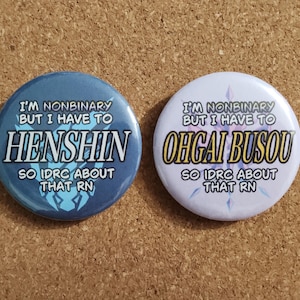 I'M NONBINARY
BUT I HAVE TO
HENSHIN
SO IDRC ABOUT
THAT RN
I'M NONBINARY
BUT I HAVE TO
OHGAI BUSOU
SO IDRC ABOUT
THAT RN